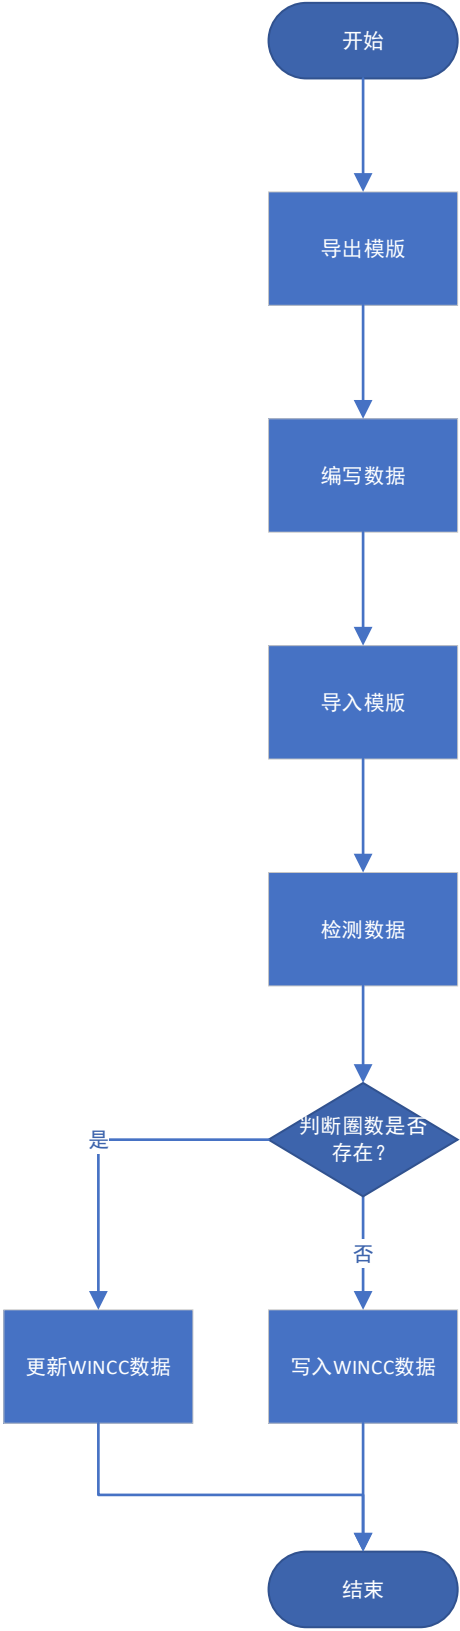 开始
导出模版
编写数据
导入模版
检测数据
判断圈数是否
存在？
是
否
更新WINCC数据
写入WINCC数据
结束